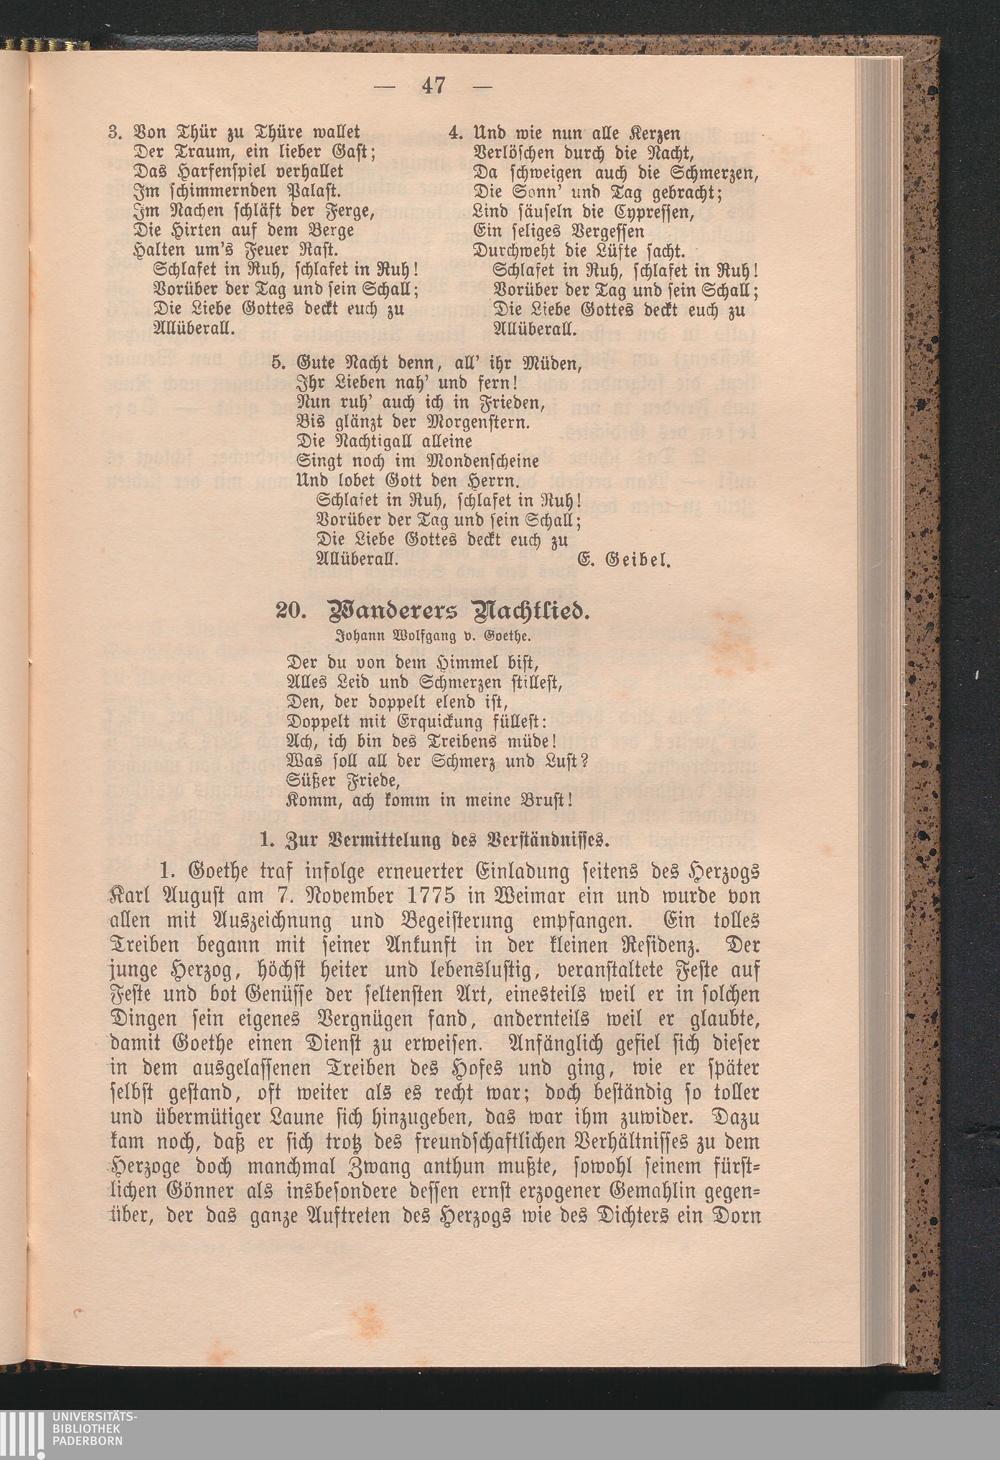 — 47 —
3. Von Thür zu Thüre wallet
Der Traum, ein lieber Gast;
Das Harfenspiel verhallet
Im schimmernden Palast.
Im Nachen schläft der Ferge,
Die Hirten auf dem Berge
Halten um's Feuer Rast.
Schlafet in Ruh, schlafet in Ruh!
Vorüber der Tag und sein Schall;
Die Liebe Gottes deckt euch zu
Allüberall.
4. Und wie nun alle Kerzen
Verlöschen durch die Nacht,
Da schweigen auch die Schmerzen,
Die Sonn' und Tag gebracht;
Lind säuseln die Cypressen,
Ein seliges Vergessen
Durchweht die Lüfte sacht.
Schlafet in Ruh, schlafet in Ruh!
Vorüber der Tag und sein Schall;
Die Liebe Gottes deckt euch zu
Allüberall.
5. Gute Nacht denn, all' ihr Müden,
Ihr Lieben nah' und fern!
Nun ruh' auch ich in Frieden,
Bis glänzt der Morgenstern.
Die Nachtigall alleine
Singt noch im Mondenscheine
Und lobet Gott den Herrn.
Schlafet in Ruh, schlafet in Ruh!
Vorüber der Tag und sein Schall;
Die Liebe Gottes deckt euch zu
Allüberall. E. Geibel.
20. Wanderers Nachtlied.
Johann Wolfgang v. Goethe.
Der du von dem Himmel bist,
Alles Leid und Schmerzen stillest,
Den, der doppelt elend ist,
Doppelt mit Erquickung füllest:
Ach, ich bin des Treibens müde!
Was soll all der Schmerz und Lust?
Süßer Friede,
Komm, ach komm in meine Brust!
1. Zur Vermittelung des Verständnisses.
1. Goethe traf infolge erneuerter Einladung seitens des Herzogs
Karl August am 7. November 1775 in Weimar ein und wurde von
allen mit Auszeichnung und Begeisterung empfangen. Ein tolles
Treiben begann mit seiner Ankunft in der kleinen Residenz. Der
junge Herzog, höchst heiter und lebenslustig, veranstaltete Feste auf
Feste und bot Genüsse der seltensten Art, einesteils weil er in solchen
Dingen sein eigenes Vergnügen fand, andernteils weil er glaubte,
damit Goethe einen Dienst zu erweisen. Anfänglich gefiel sich dieser
in dem ausgelassenen Treiben des Hofes und ging, wie er später
selbst gestand, oft weiter als es recht war; doch beständig so toller
und übermütiger Laune sich hinzugeben, das war ihm zuwider. Dazu
kam noch, daß er sich trotz des freundschaftlichen Verhältnisses zu dem
Herzoge doch manchmal Zwang anthun mußte, sowohl seinem fürst-
lichen Gönner als insbesondere dessen ernst erzogener Gemahlin gegen-
über, der das ganze Auftreten des Herzogs wie des Dichters ein Dorn
UNIVERSITÄTS-
BIBLIOTHEK
PADERBORN